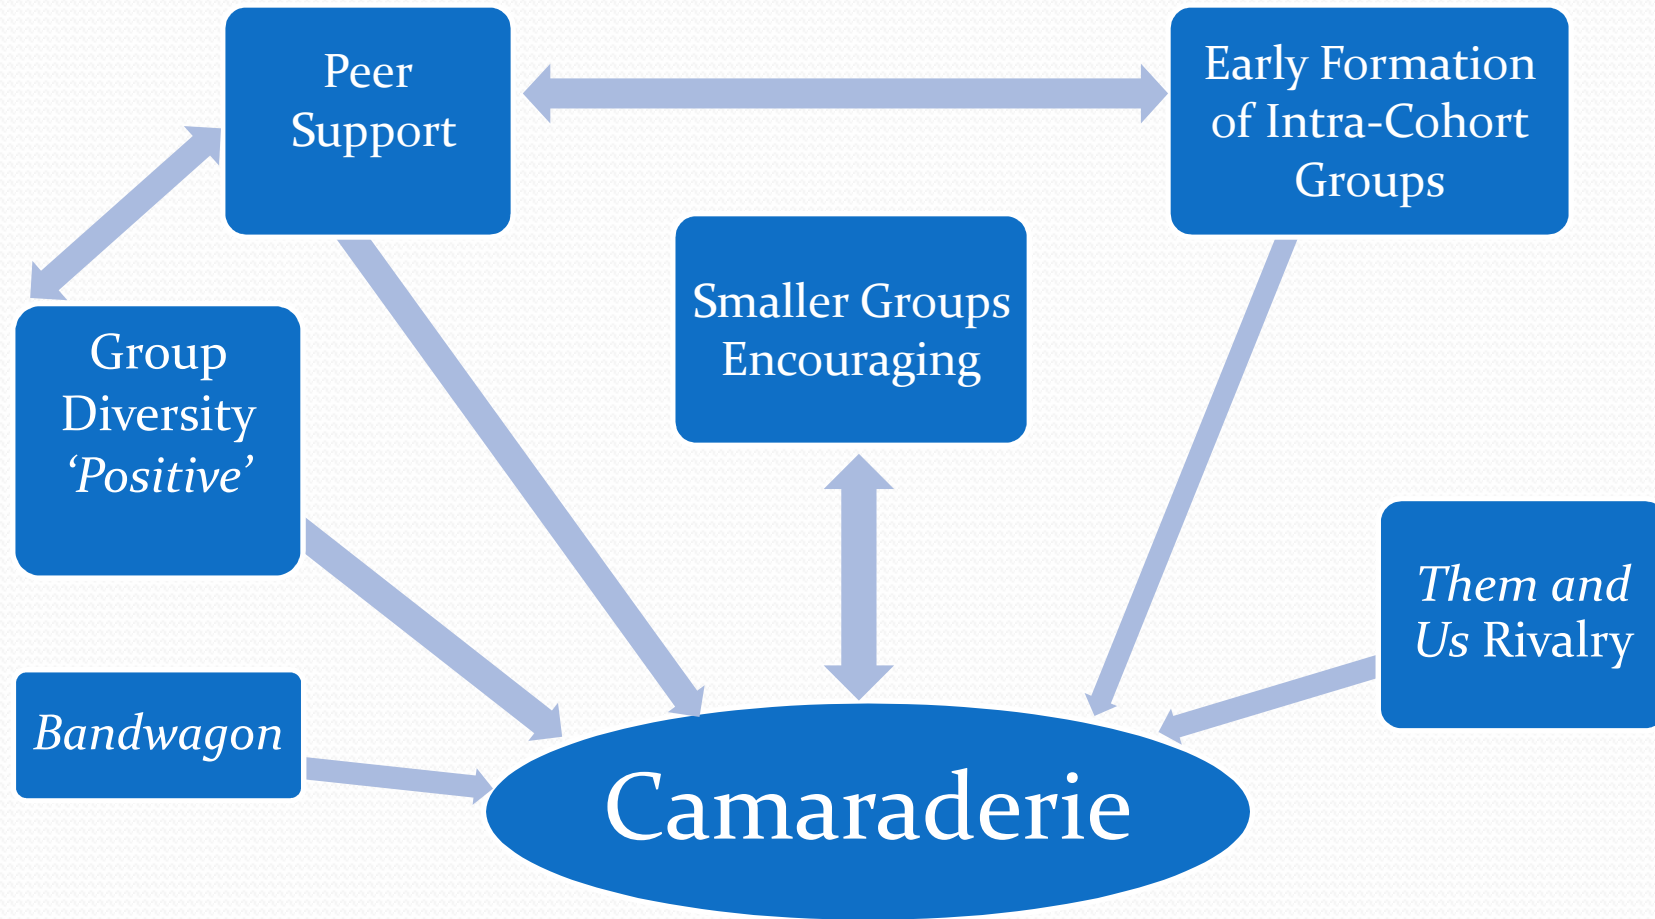 Peer
Support
Early Formation
of Intra-Cohort
Groups
Smaller Groups
Encouraging
Group
Diversity
‘Positive’
Them and
Us Rivalry
Bandwagon
Camaraderie